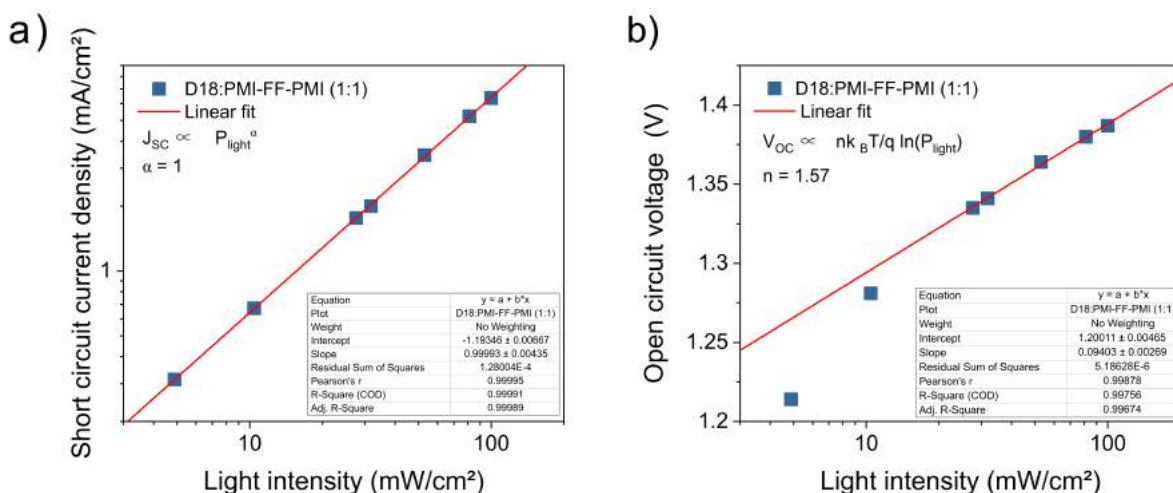 a)
Short circuit current density (mA/cm²)
D18:PMI-FF-PMI (1:1)
Linear fit
J_SC ∝ P_light^α
α = 1
1
Equation y = a + b*x
Plot D18:PMI-FF-PMI (1:1)
Weight No Weighting
Intercept -1.19346 ± 0.00667
Slope 0.99993 ± 0.00435
Residual Sum of Squares 1.28004E-4
Pearson's r 0.99995
R-Square (COD) 0.99991
Adj. R-Square 0.99989
10 100
Light intensity (mW/cm²)
b)
Open circuit voltage (V)
D18:PMI-FF-PMI (1:1)
Linear fit
V_OC ∝ nk_BT/q ln(P_light)
n = 1.57
1.4
1.35
1.3
1.25
1.2
Equation y = a + b*x
Plot D18:PMI-FF-PMI (1:1)
Weight No Weighting
Intercept 1.20011 ± 0.00465
Slope 0.09403 ± 0.00269
Residual Sum of Squares 5.18628E-6
Pearson's r 0.99878
R-Square (COD) 0.99756
Adj. R-Square 0.99674
10 100
Light intensity (mW/cm²)